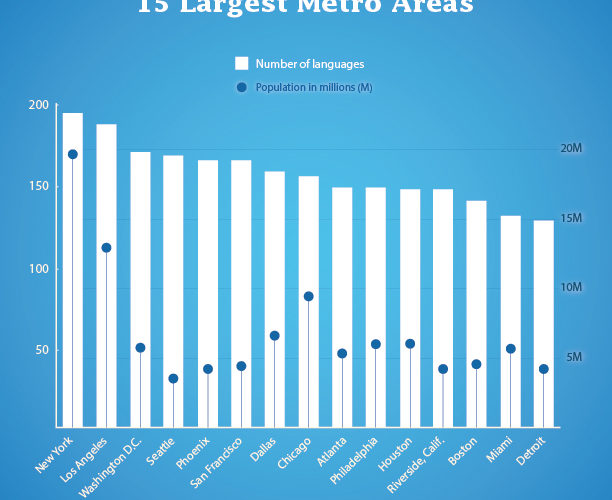 15 Largest Metro Areas
Number of languages
Population in millions (M)
200
150
100
50
20M
15M
10M
5M
New York
Los Angeles
Washington D.C.
Seattle
Phoenix
San Francisco
Dallas
Chicago
Atlanta
Philadelphia
Houston
Riverside, Calif.
Boston
Miami
Detroit